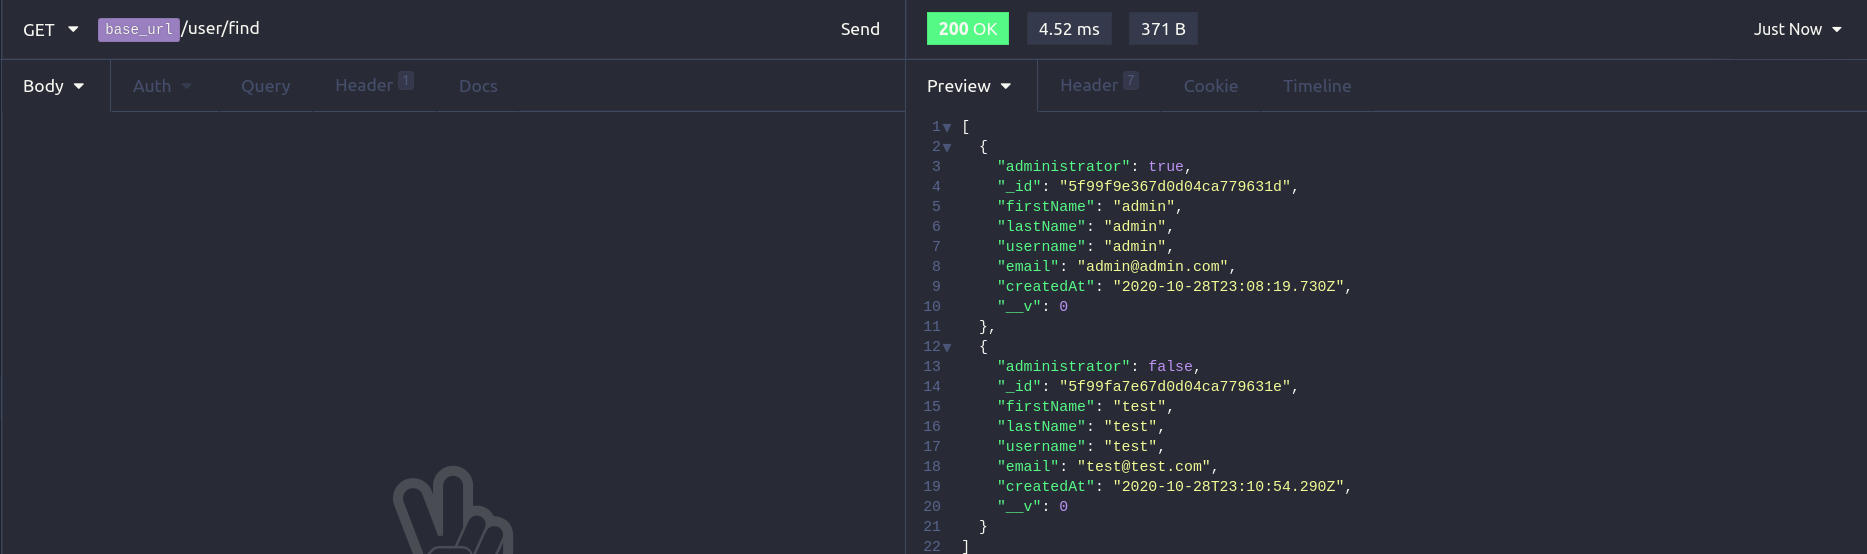 GET base_url/user/find Send
200 OK 4.52 ms 371 B Just Now
Body Auth Query Header 1 Docs
Preview Header 7 Cookie Timeline
1 [
2 {
3 "administrator": true,
4 "_id": "5f99f9e367d0d04ca779631d",
5 "firstName": "admin",
6 "lastName": "admin",
7 "username": "admin",
8 "email": "admin@admin.com",
9 "createdAt": "2020-10-28T23:08:19.730Z",
10 "__v": 0
11 },
12 {
13 "administrator": false,
14 "_id": "5f99fa7e67d0d04ca779631e",
15 "firstName": "test",
16 "lastName": "test",
17 "username": "test",
18 "email": "test@test.com",
19 "createdAt": "2020-10-28T23:10:54.290Z",
20 "__v": 0
21 }
22 ]